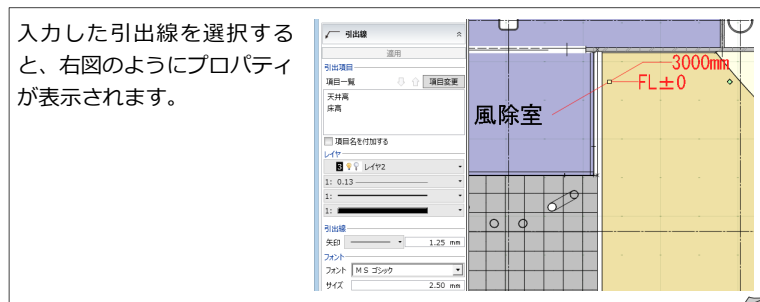 入力した引出線を選択する
と、右図のようにプロパティ
が表示されます。
引出線
適用
引出項目
項目一覧
項目変更
天井高
床高
項目名を付加する
レイヤ
3 レイヤ2
1: 0.13
1:
1:
引出線
矢印 1.25 mm
フォント
フォント MS ゴシック
サイズ 2.50 mm
3000mm
FL±0
風除室